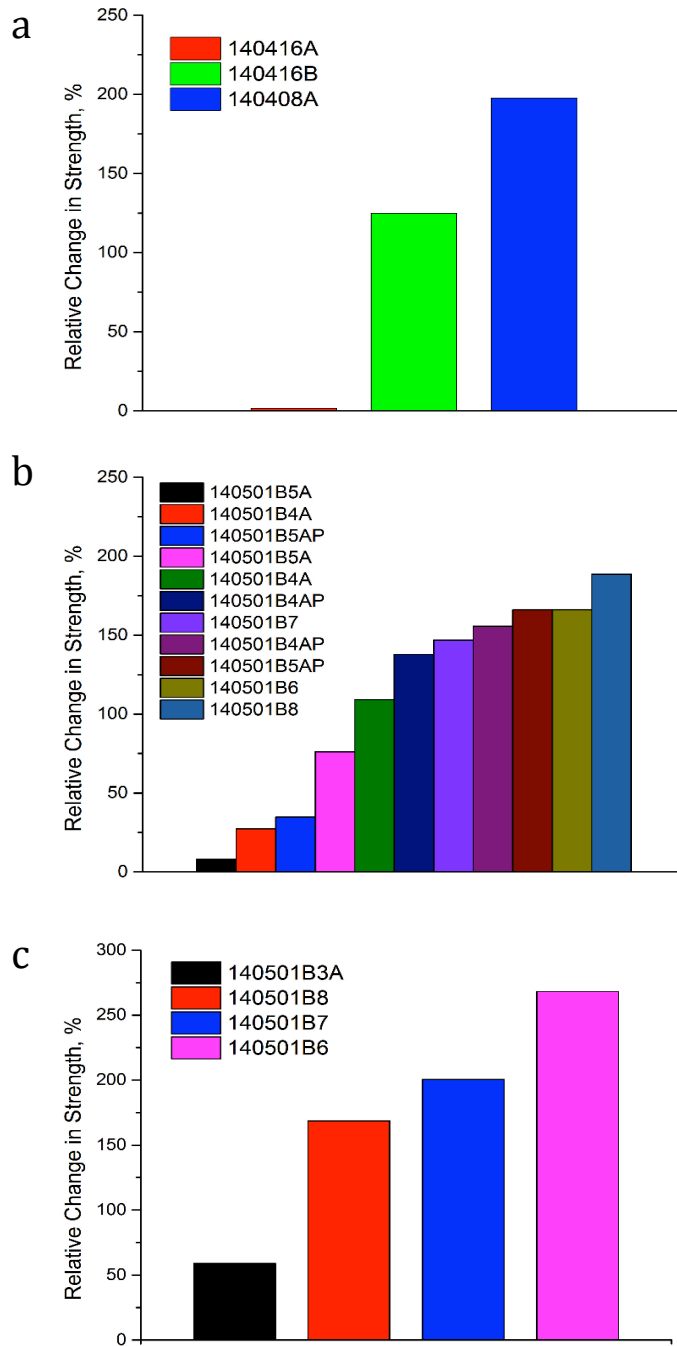 a
250
200
150
100
50
0
Relative Change in Strength, %
140416A
140416B
140408A
b
250
200
150
100
50
0
Relative Change in Strength, %
140501B5A
140501B4A
140501B5AP
140501B5A
140501B4A
140501B4AP
140501B7
140501B4AP
140501B5AP
140501B6
140501B8
c
300
250
200
150
100
50
0
Relative Change in Strength, %
140501B3A
140501B8
140501B7
140501B6